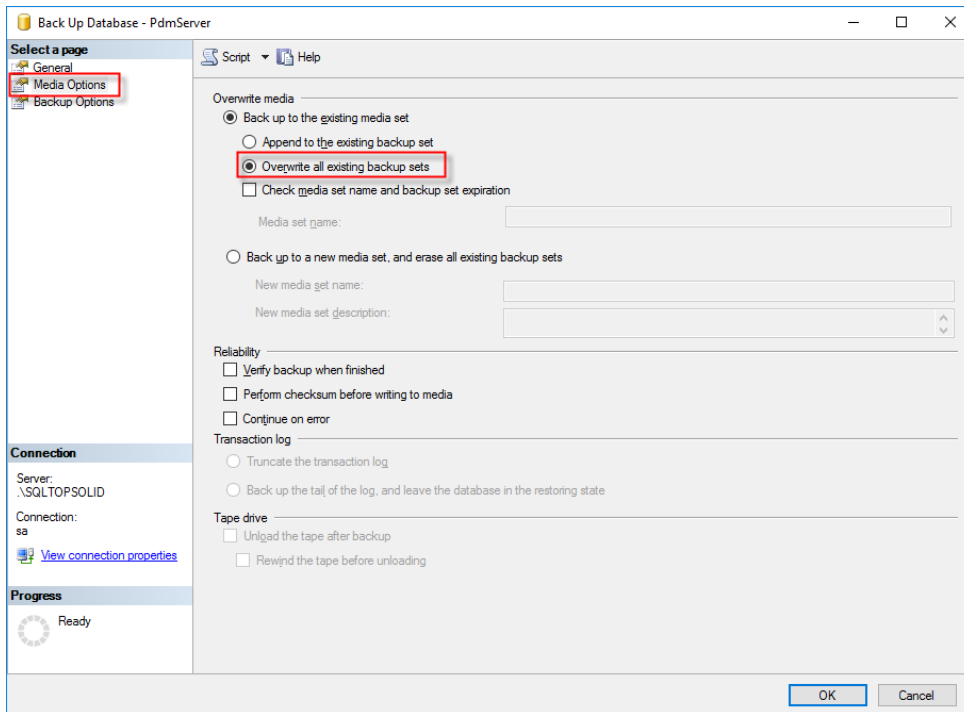 Back Up Database - PdmServer
Select a page
General
Media Options
Backup Options
Script
Help
Overwrite media
Back up to the existing media set
Append to the existing backup set
Overwrite all existing backup sets
Check media set name and backup set expiration
Media set name:
Back up to a new media set, and erase all existing backup sets
New media set name:
New media set description:
Reliability
Verify backup when finished
Perform checksum before writing to media
Continue on error
Transaction log
Truncate the transaction log
Back up the tail of the log, and leave the database in the restoring state
Tape drive
Unload the tape after backup
Rewind the tape before unloading
Connection
Server:
.\SQLTOPSOLID
Connection:
sa
View connection properties
Progress
Ready
OK
Cancel